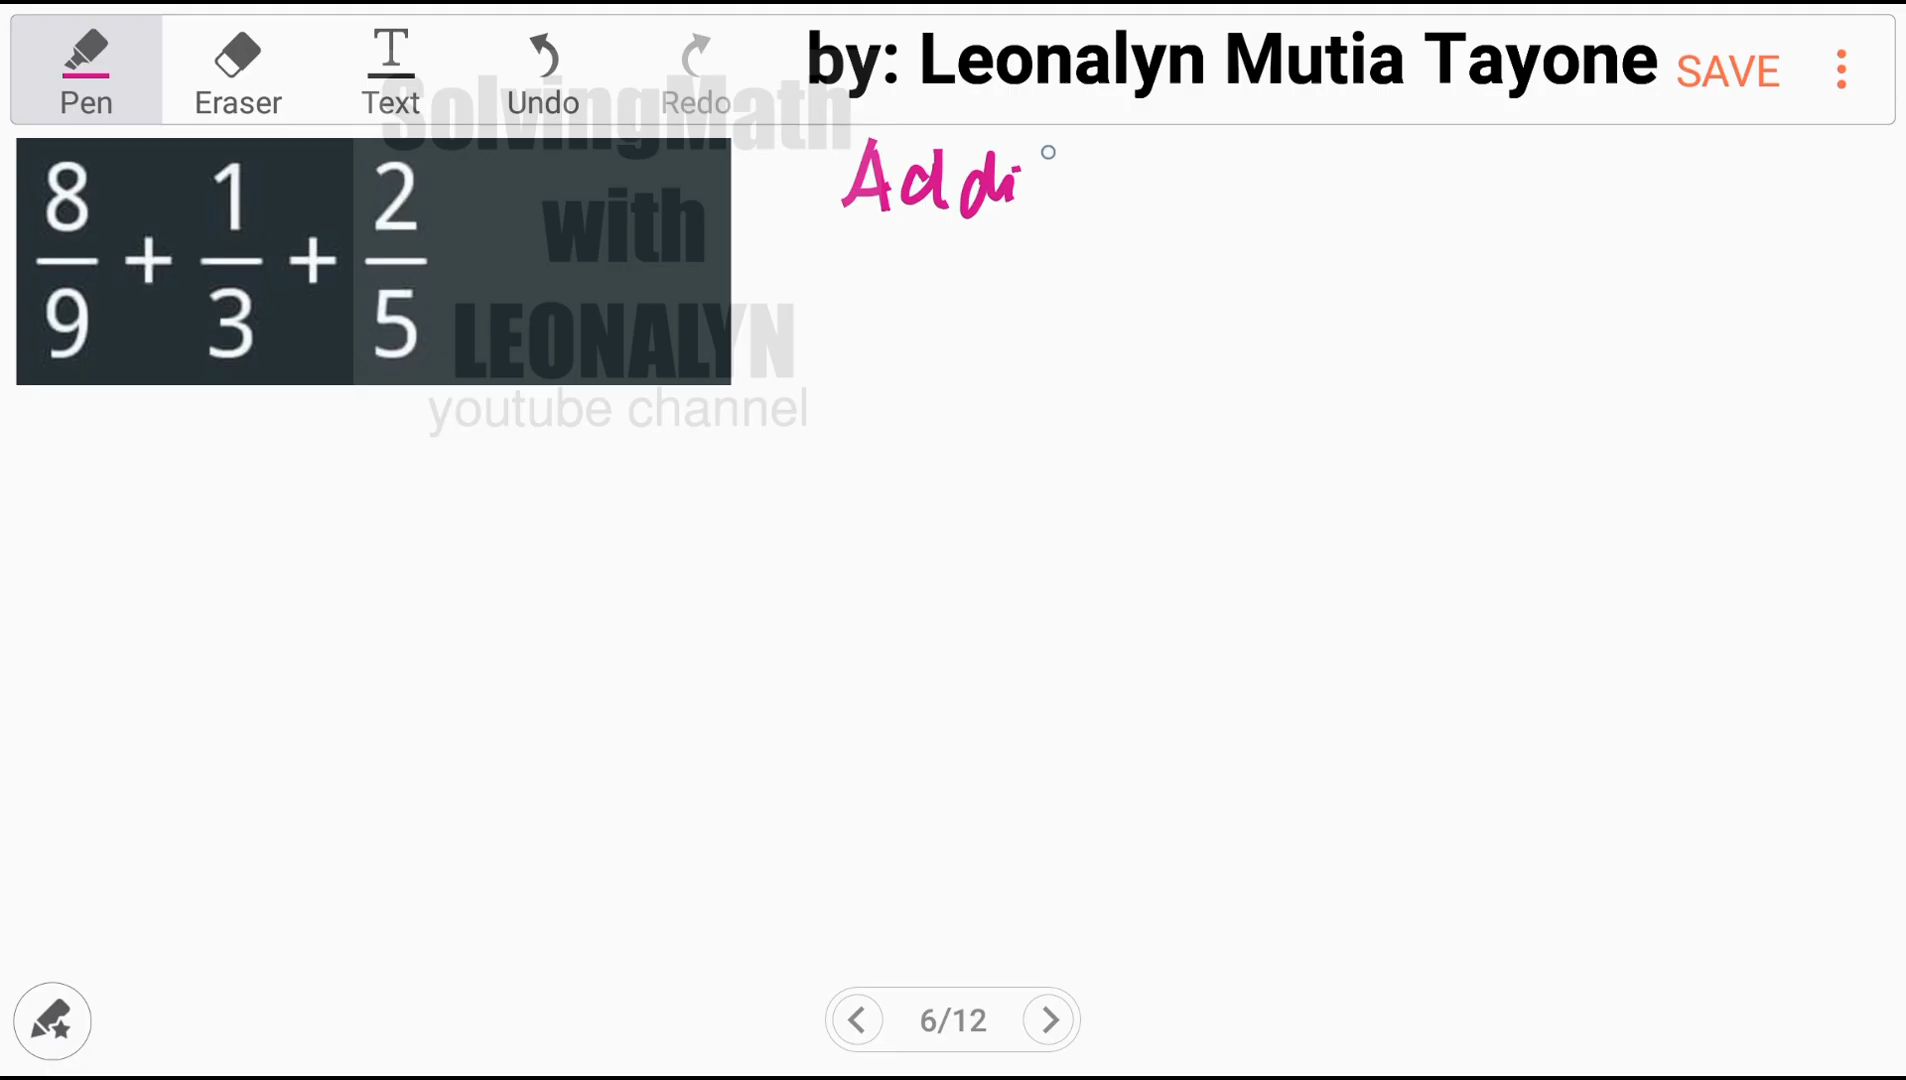 by: Leonalyn Mutia Tayone
SAVE
Pen
Eraser
Text
Undo
Redo
SolvingMath
with
LEONALYN
youtube channel
8/9 + 1/3 + 2/5
Addi
6/12